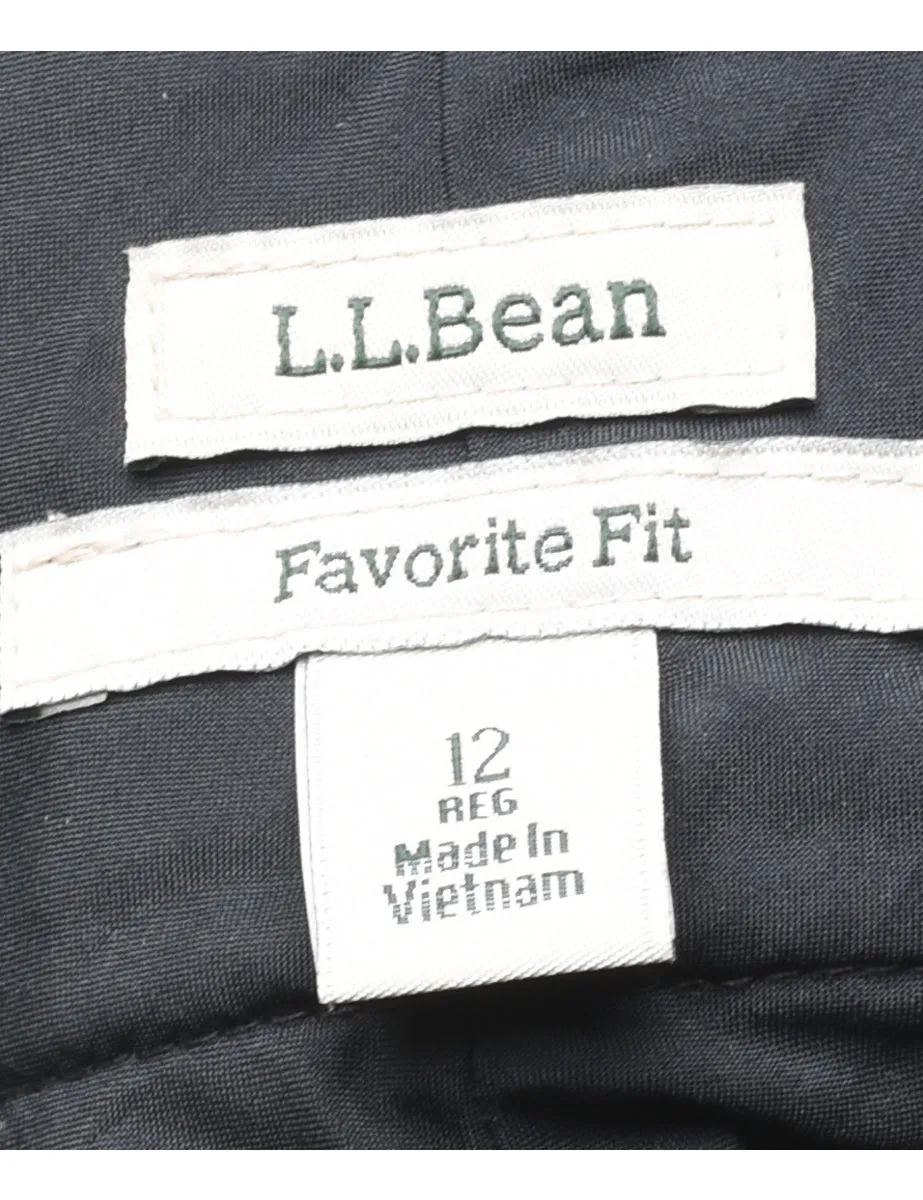 L.L.Bean
Favorite Fit
12
REG
Made In
Vietnam